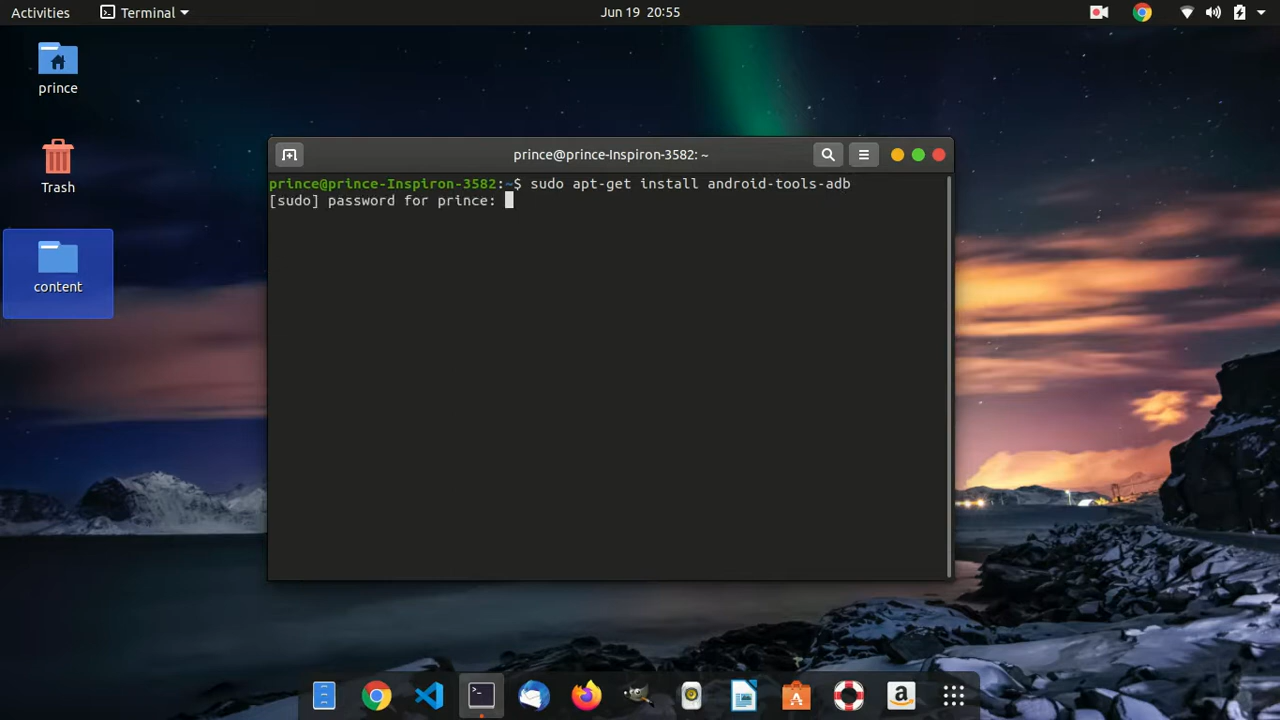 Activities
Terminal
Jun 19 20:55
prince
Trash
content
prince@prince-Inspiron-3582: ~
prince@prince-Inspiron-3582:~$ sudo apt-get install android-tools-adb
[sudo] password for prince: